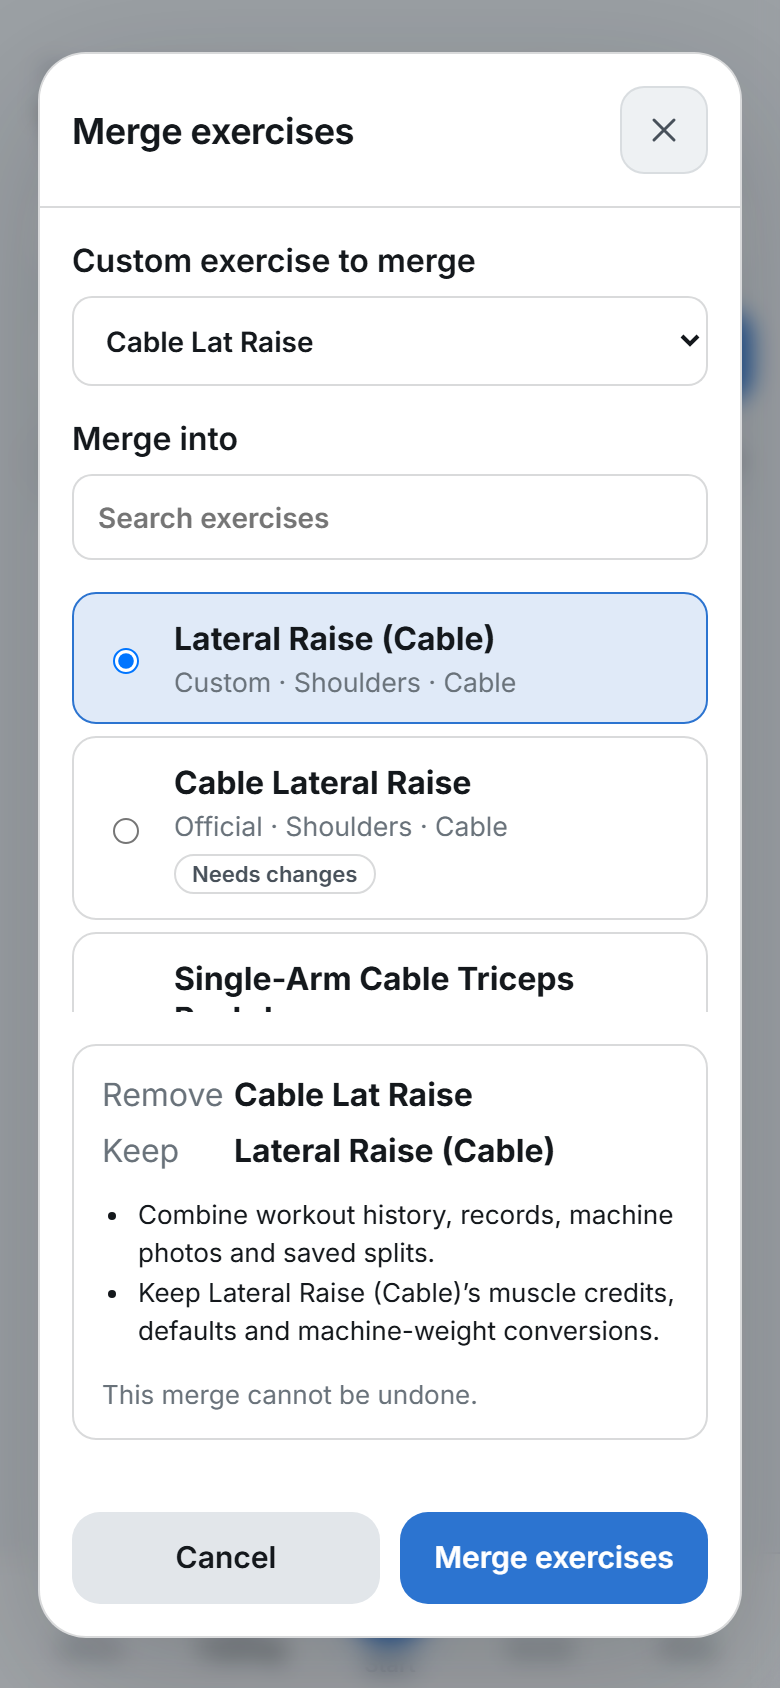 Merge exercises
Custom exercise to merge
Cable Lat Raise
Merge into
Search exercises
Lateral Raise (Cable)
Custom · Shoulders · Cable
Cable Lateral Raise
Official · Shoulders · Cable
Needs changes
Single-Arm Cable Triceps
Remove Cable Lat Raise
Keep Lateral Raise (Cable)
• Combine workout history, records, machine
photos and saved splits.
• Keep Lateral Raise (Cable)’s muscle credits,
defaults and machine-weight conversions.
This merge cannot be undone.
Cancel
Merge exercises